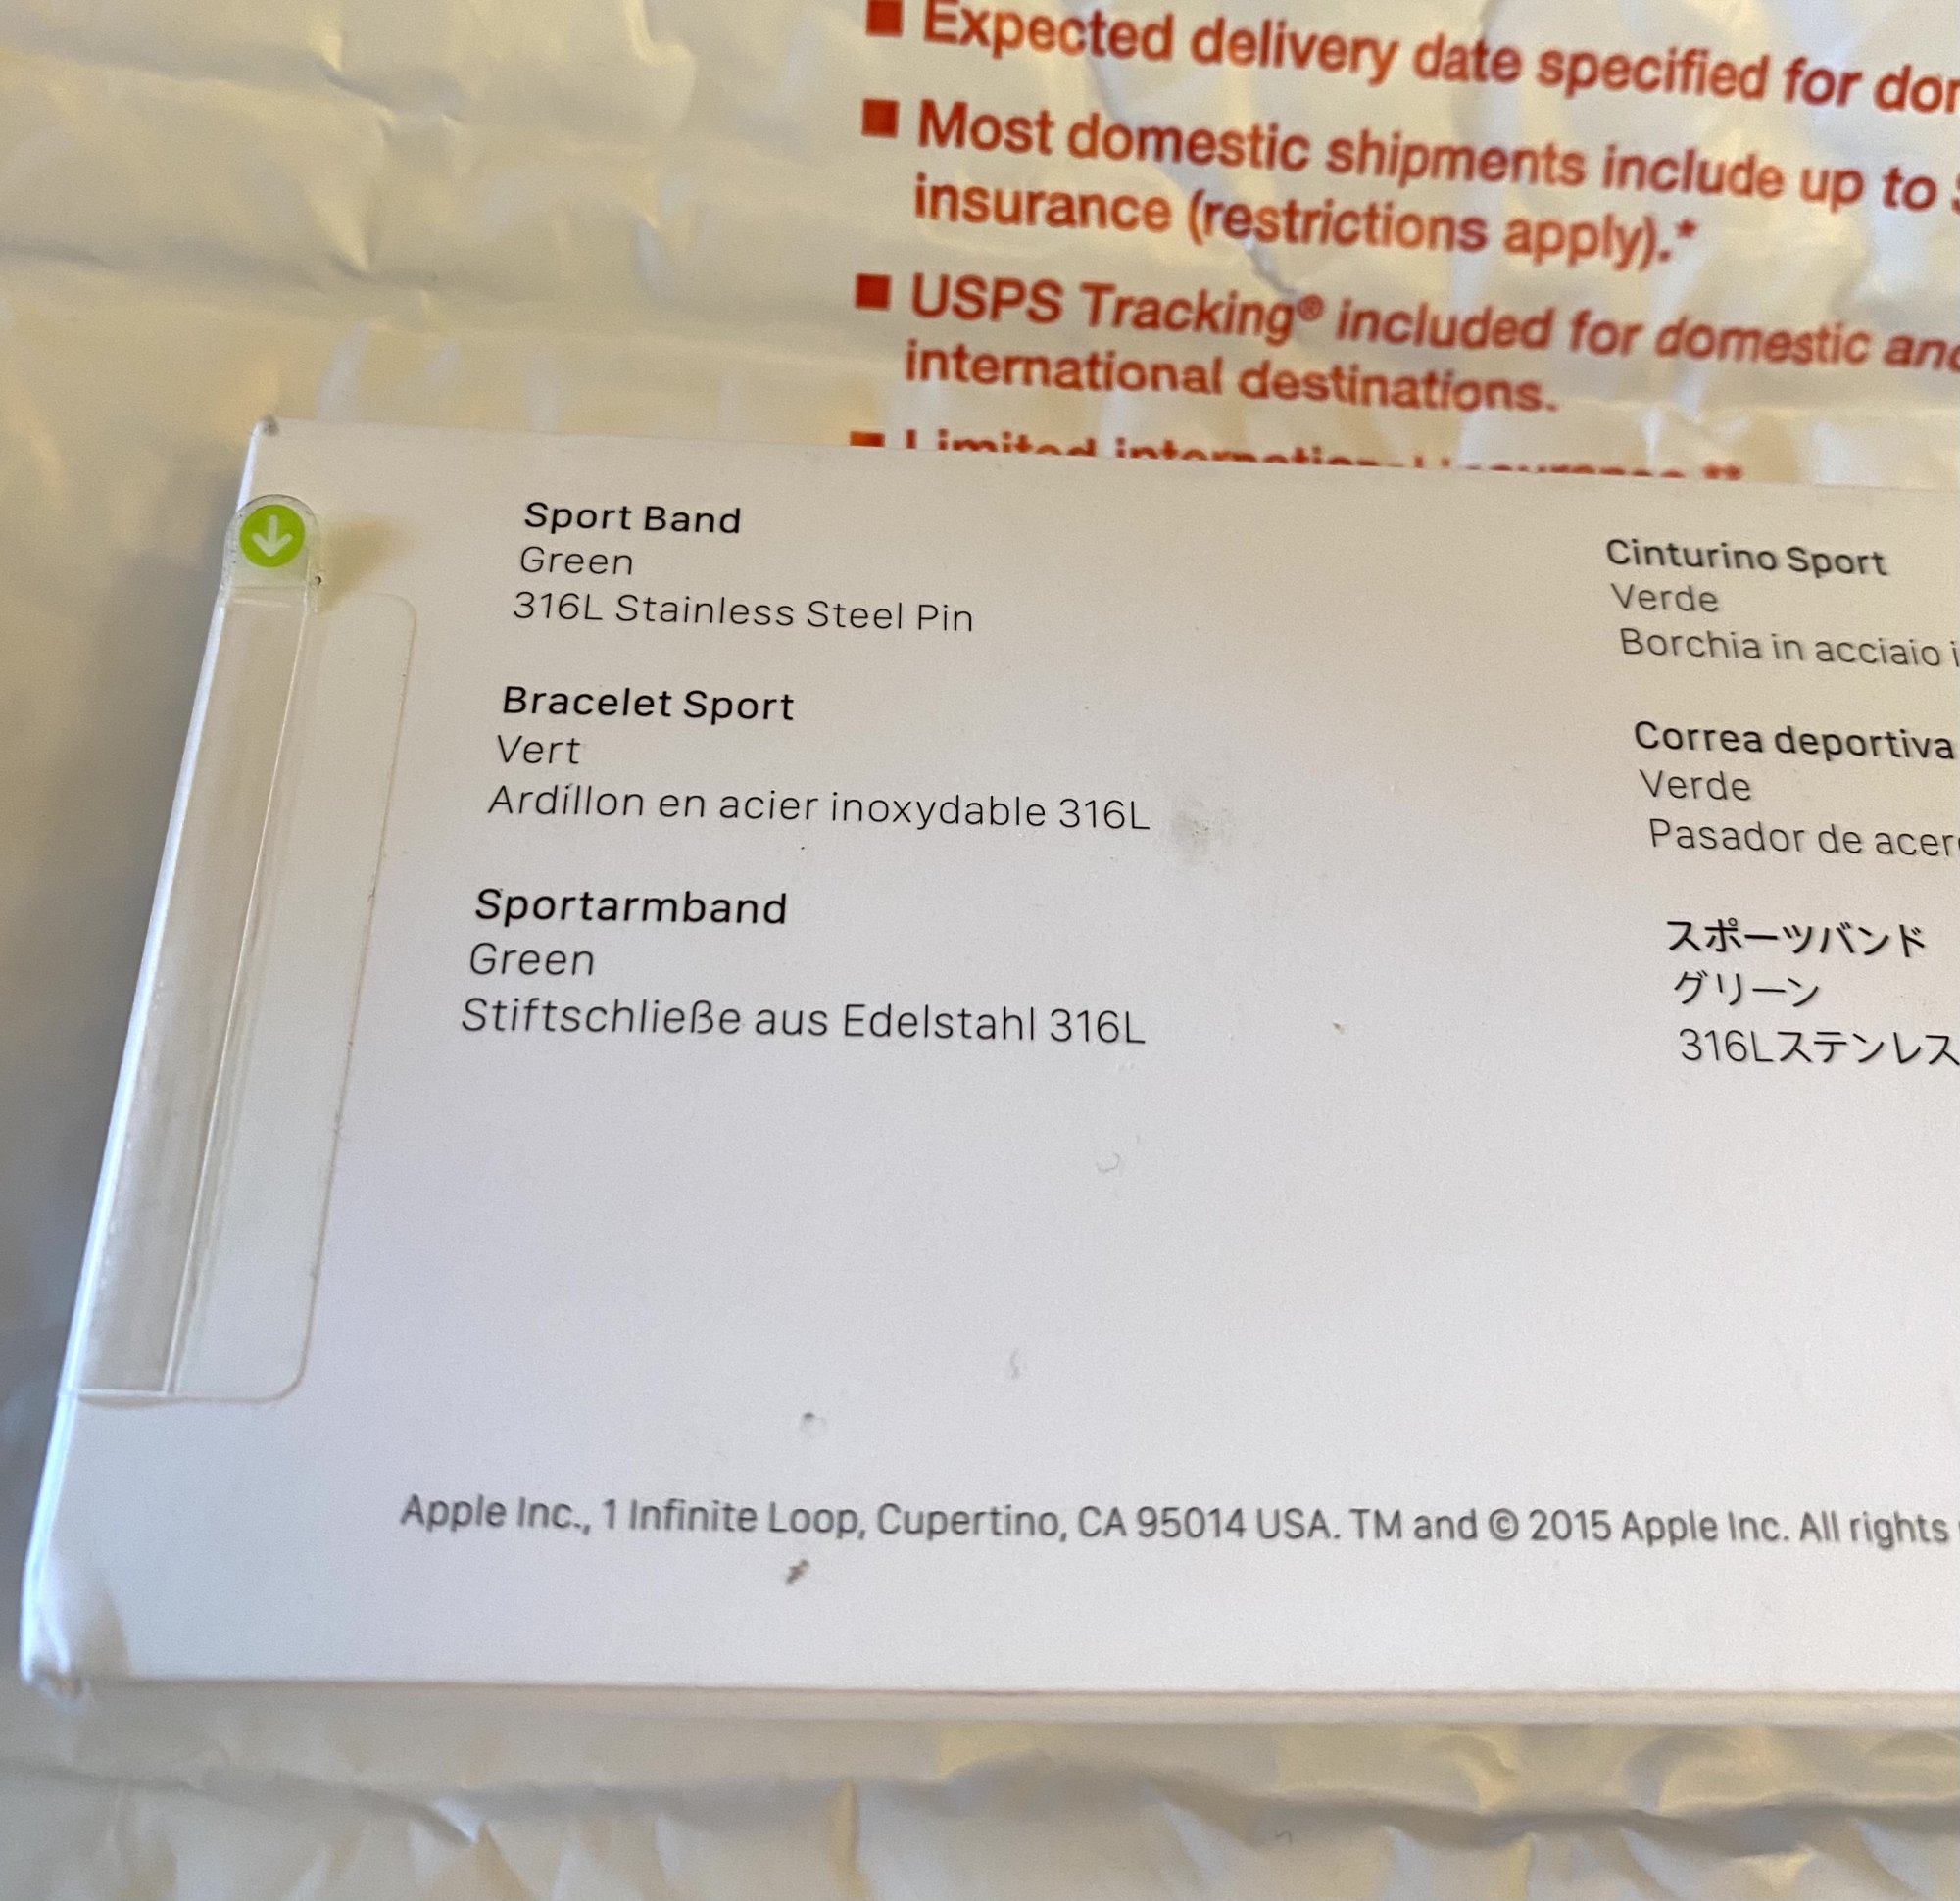 ■ Expected delivery date specified for
■ Most domestic shipments include up to
insurance (restrictions apply).*
■ USPS Tracking® included for domestic
international destinations.
■ Limited
Sport Band
Green
316L Stainless Steel Pin
Bracelet Sport
Vert
Ardillon en acier inoxydable 316L
Sportarmband
Green
Stiftschließe aus Edelstahl 316L
Cinturino Sport
Verde
Borchia in acciaio
Correa deportiva
Verde
Pasador de
スポーツバンド
グリーン
316Lステンレス
Apple Inc., 1 Infinite Loop, Cupertino, CA 95014 USA. TM and © 2015 Apple Inc. All rights